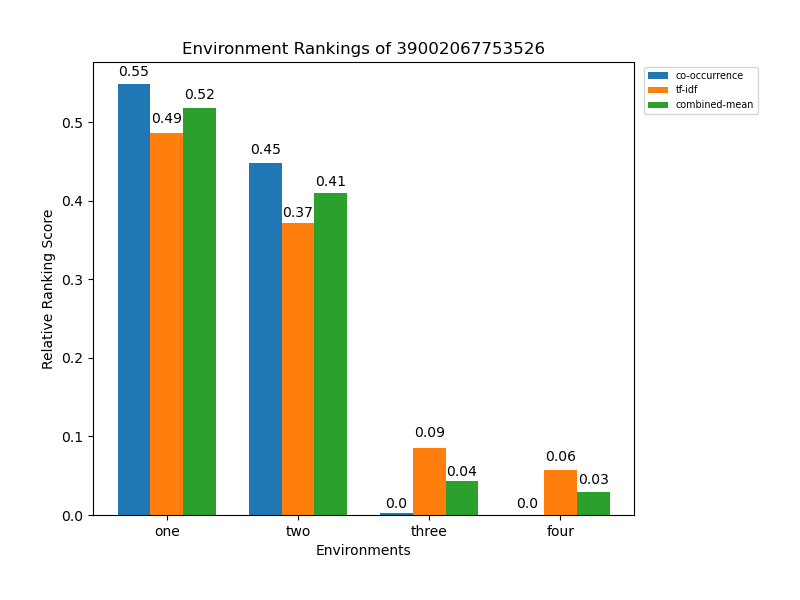 Environment Rankings of 39002067753526
co-occurrence
tf-idf
combined-mean
0.55
0.49
0.52
0.45
0.37
0.41
0.0
0.09
0.04
0.0
0.06
0.03
Relative Ranking Score
0.5
0.4
0.3
0.2
0.1
0.0
one two three four
Environments